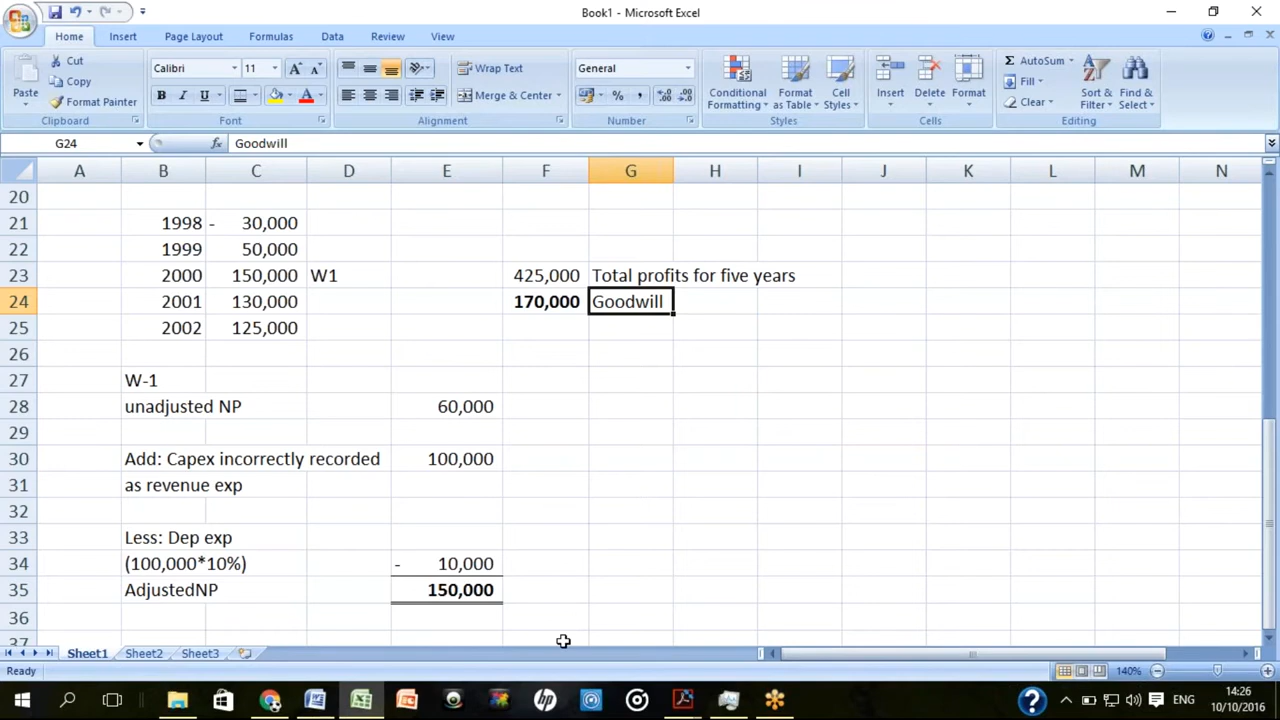 Book1 - Microsoft Excel
Home Insert Page Layout Formulas Data Review View
Paste
Cut
Copy
Format Painter
Clipboard
Calibri 11
B I U
Font
Wrap Text
Merge & Center
Alignment
General
Number
Conditional Formatting
Format as Table
Cell Styles
Styles
Insert Delete Format
Cells
AutoSum
Fill
Clear
Sort & Filter
Find & Select
Editing
G24 fx Goodwill
A B C D E F G H I J K L M N
20
21 1998 - 30,000
22 1999 50,000
23 2000 150,000 W1 425,000 Total profits for five years
24 2001 130,000 170,000 Goodwill
25 2002 125,000
26
27 W-1
28 unadjusted NP 60,000
29
30 Add: Capex incorrectly recorded 100,000
31 as revenue exp
32
33 Less: Dep exp
34 (100,000*10%) - 10,000
35 AdjustedNP 150,000
36
37
Sheet1 Sheet2 Sheet3
Ready 140%
ENG 14:26
10/10/2016